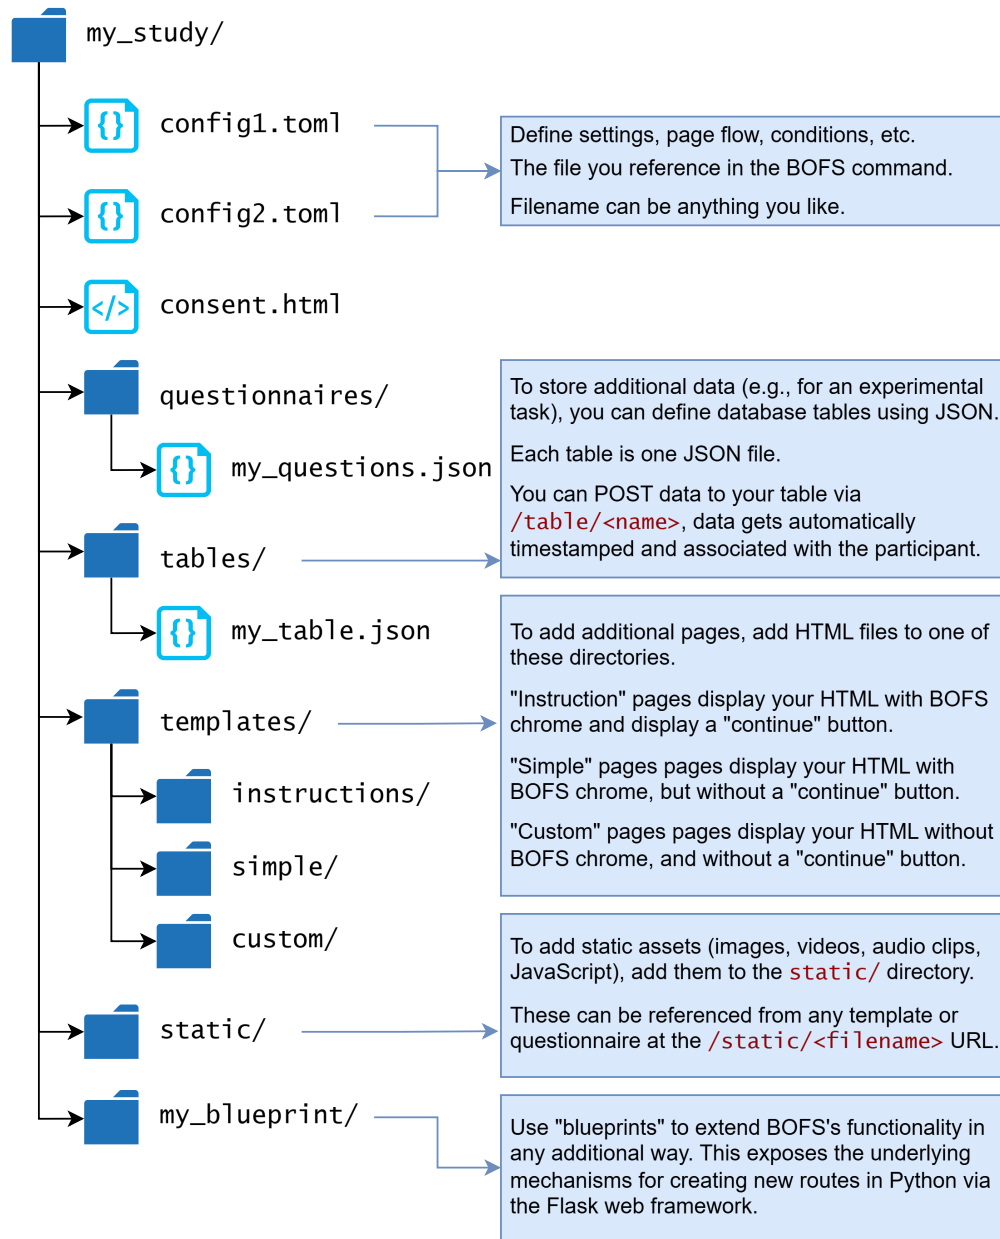 my_study/
config1.toml
config2.toml
Define settings, page flow, conditions, etc.
The file you reference in the BOFS command.
Filename can be anything you like.
consent.html
questionnaires/
my_questions.json
tables/
my_table.json
To store additional data (e.g., for an experimental
task), you can define database tables using JSON.
Each table is one JSON file.
You can POST data to your table via
/table/<name>, data gets automatically
timestamped and associated with the participant.
templates/
instructions/
simple/
custom/
To add additional pages, add HTML files to one of
these directories.
"Instruction" pages display your HTML with BOFS
chrome and display a "continue" button.
"Simple" pages pages display your HTML with
BOFS chrome, but without a "continue" button.
"Custom" pages pages display your HTML without
BOFS chrome, and without a "continue" button.
static/
To add static assets (images, videos, audio clips,
JavaScript), add them to the static/ directory.
These can be referenced from any template or
questionnaire at the /static/<filename> URL.
my_blueprint/
Use "blueprints" to extend BOFS's functionality in
any additional way. This exposes the underlying
mechanisms for creating new routes in Python via
the Flask web framework.